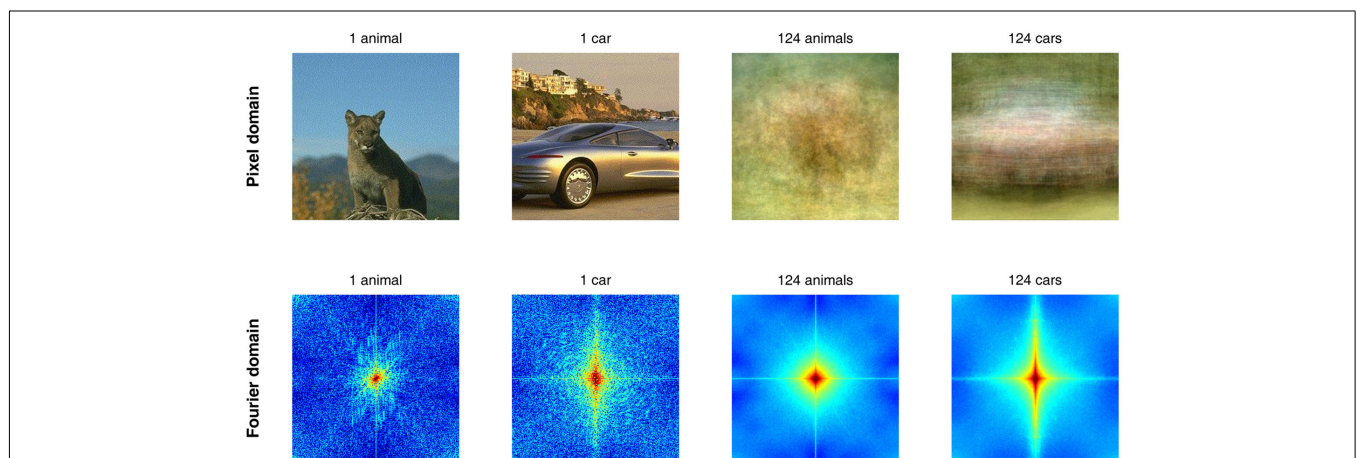 1 animal 1 car 124 animals 124 cars
Pixel domain
1 animal 1 car 124 animals 124 cars
Fourier domain